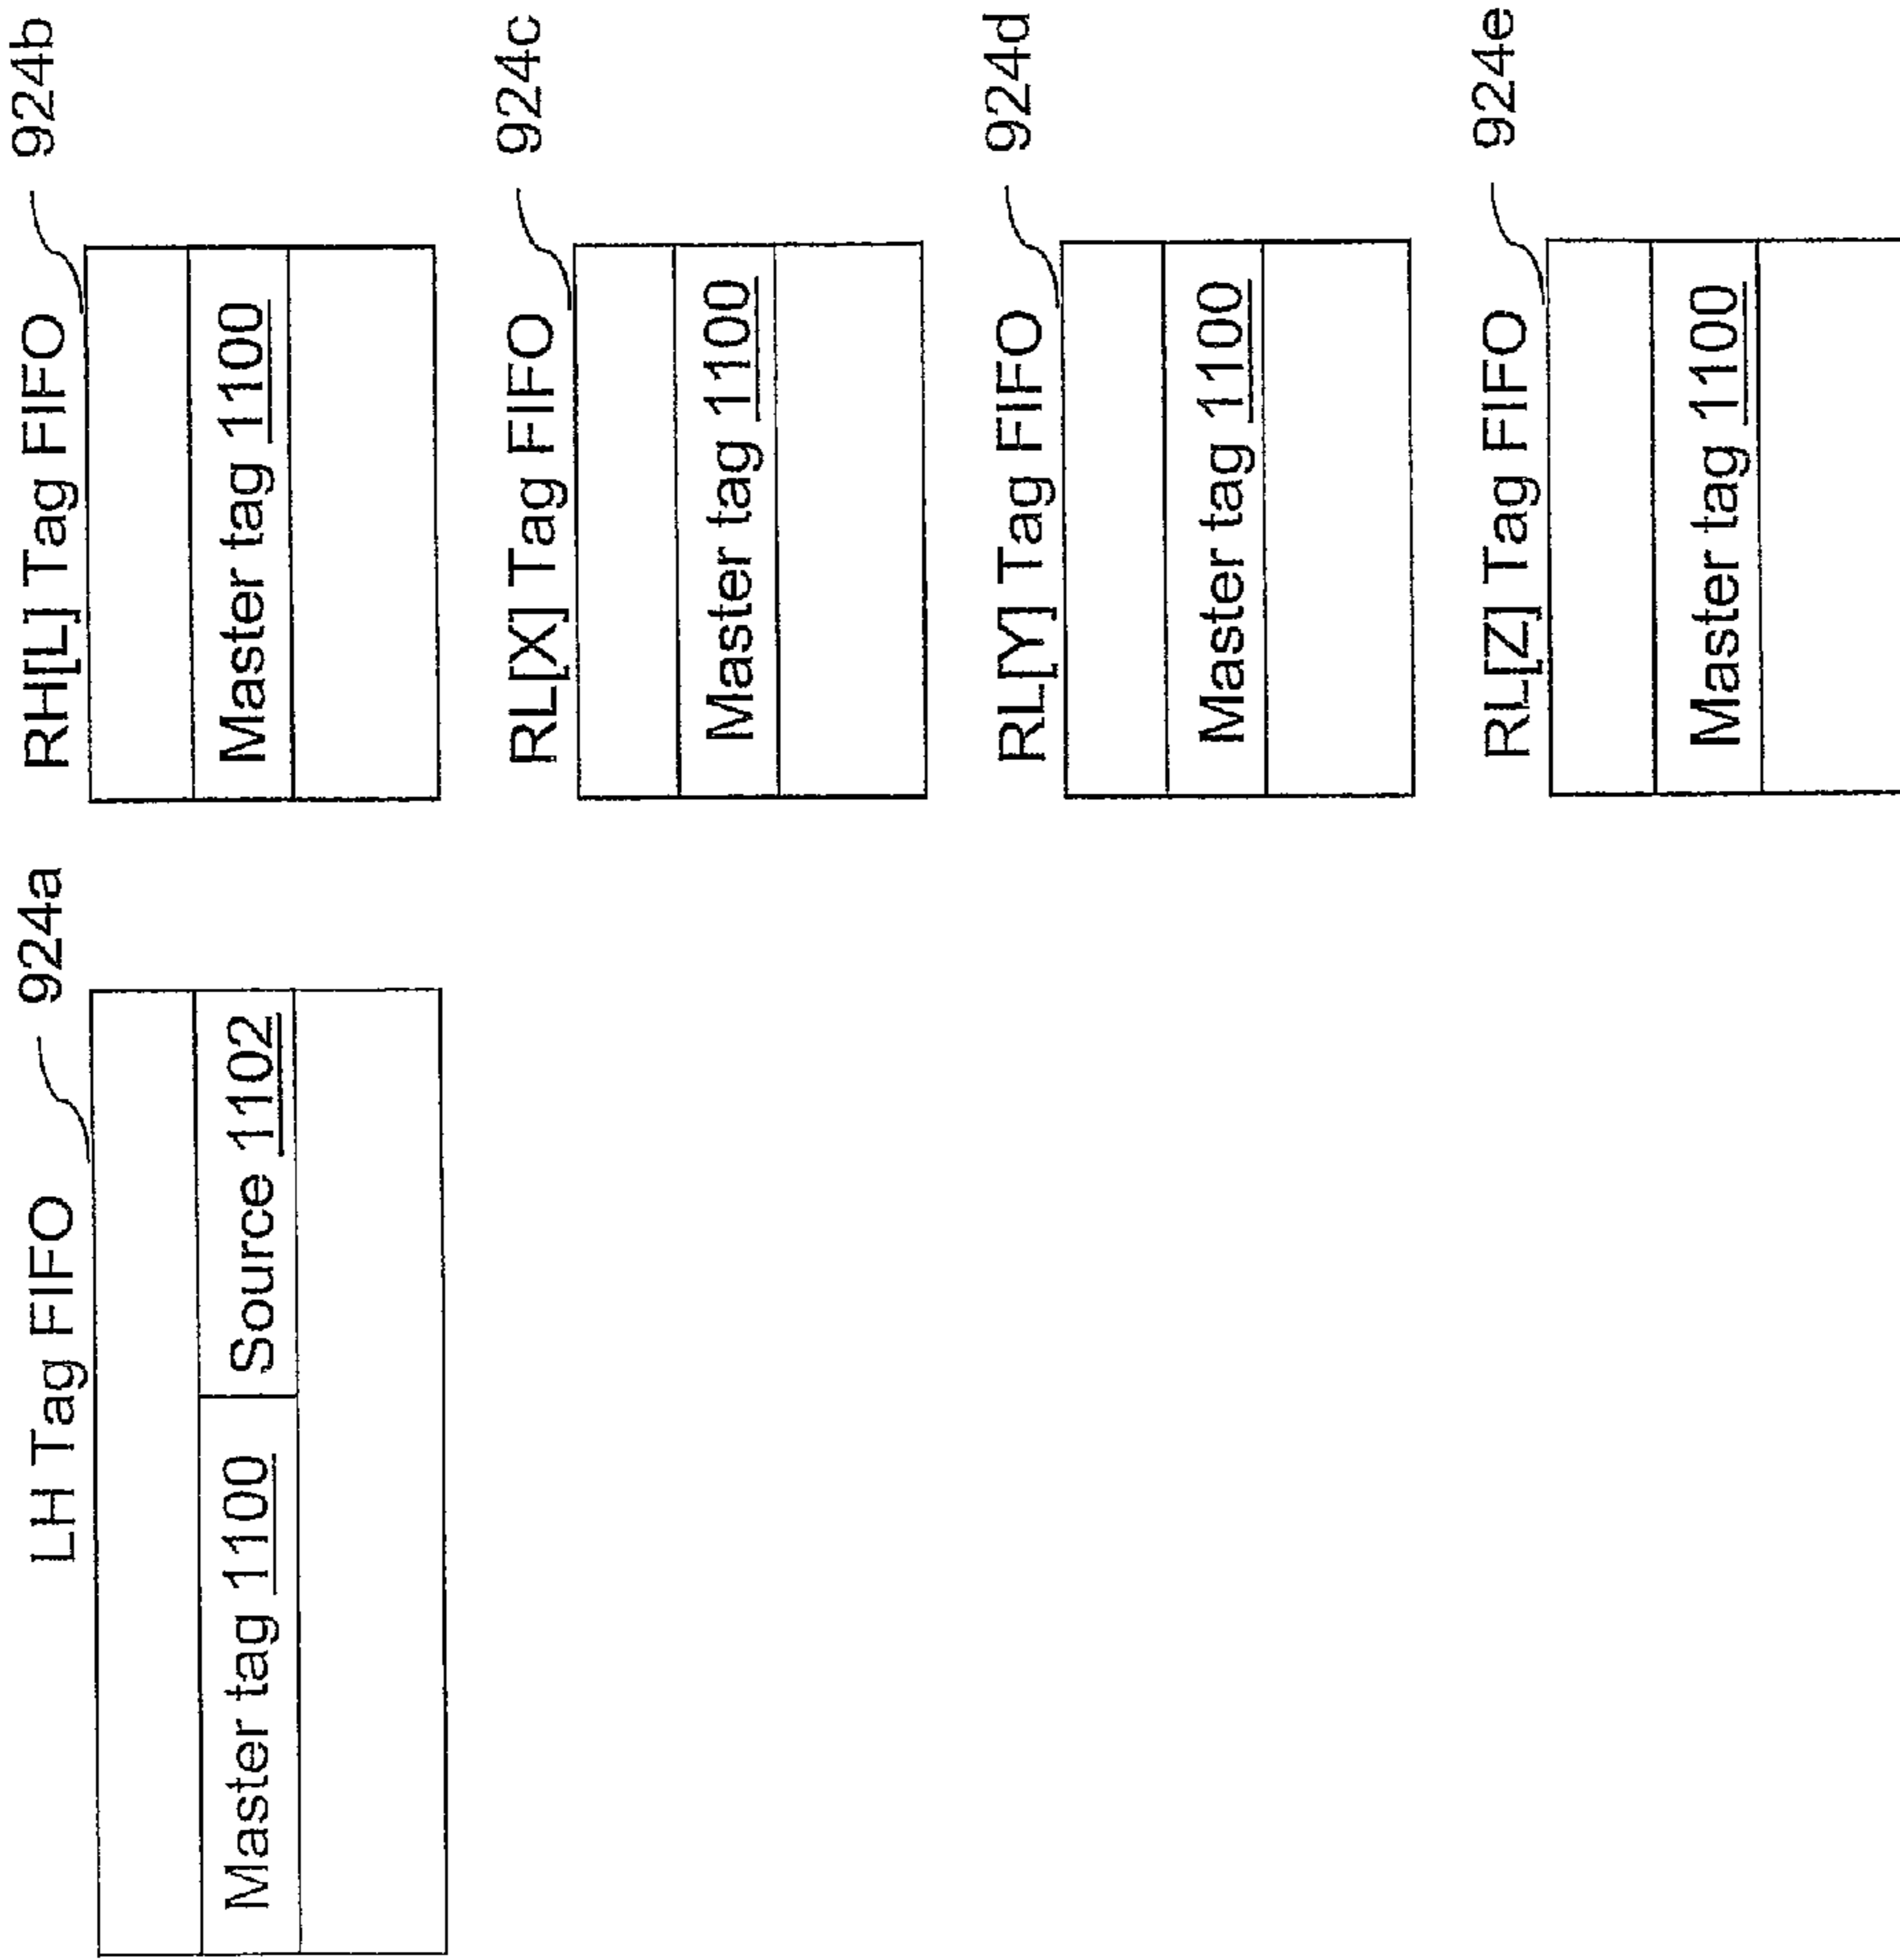 LH Tag FIFO
924a
Master tag 1100
Source 1102
RH[L] Tag FIFO
924b
Master tag 1100
RL[X] Tag FIFO
924c
Master tag 1100
RL[Y] Tag FIFO
924d
Master tag 1100
RL[Z] Tag FIFO
924e
Master tag 1100